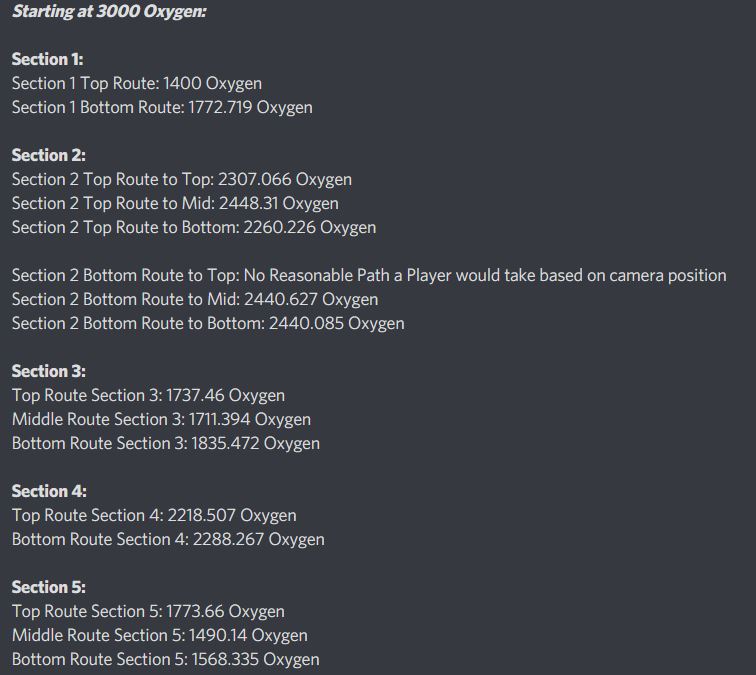 Starting at 3000 Oxygen:
Section 1:
Section 1 Top Route: 1400 Oxygen
Section 1 Bottom Route: 1772.719 Oxygen
Section 2:
Section 2 Top Route to Top: 2307.066 Oxygen
Section 2 Top Route to Mid: 2448.31 Oxygen
Section 2 Top Route to Bottom: 2260.226 Oxygen
Section 2 Bottom Route to Top: No Reasonable Path a Player would take based on camera position
Section 2 Bottom Route to Mid: 2440.627 Oxygen
Section 2 Bottom Route to Bottom: 2440.085 Oxygen
Section 3:
Top Route Section 3: 1737.46 Oxygen
Middle Route Section 3: 1711.394 Oxygen
Bottom Route Section 3: 1835.472 Oxygen
Section 4:
Top Route Section 4: 2218.507 Oxygen
Bottom Route Section 4: 2288.267 Oxygen
Section 5:
Top Route Section 5: 1773.66 Oxygen
Middle Route Section 5: 1490.14 Oxygen
Bottom Route Section 5: 1568.335 Oxygen